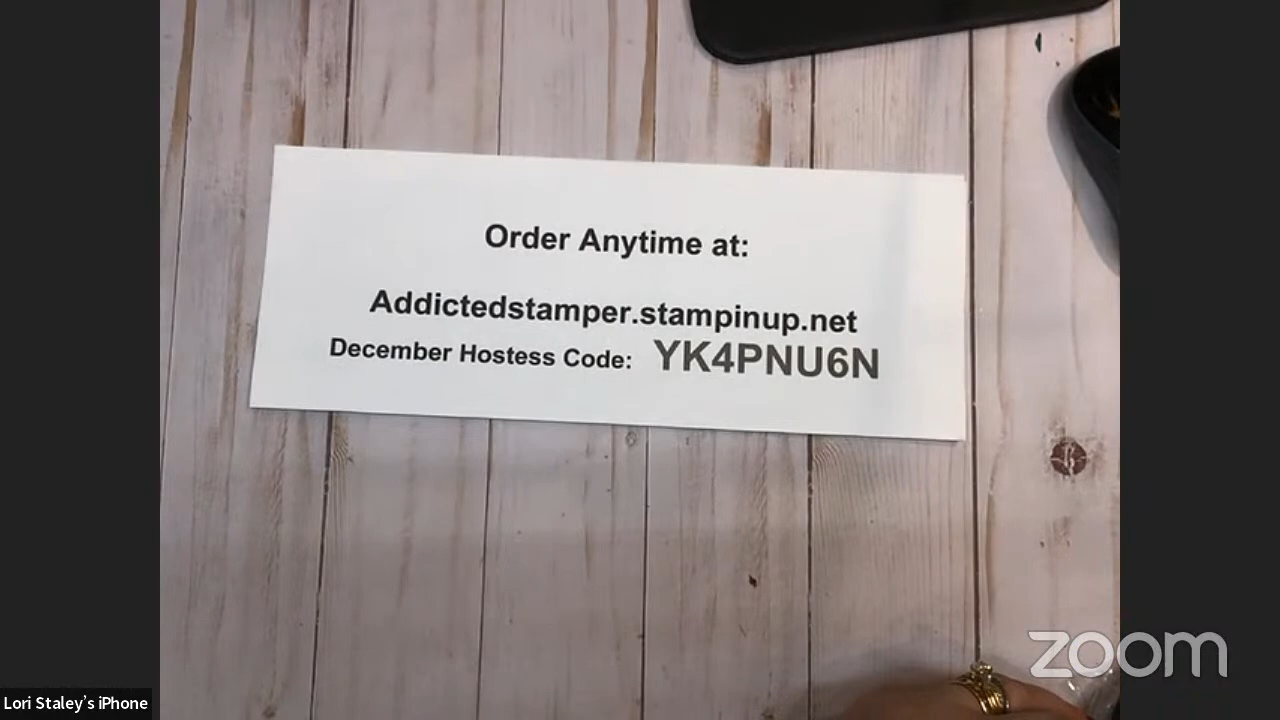 Order Anytime at:
Addictedstamper.stampinup.net
December Hostess Code: YK4PNU6N
zoom
Lori Staley's iPhone